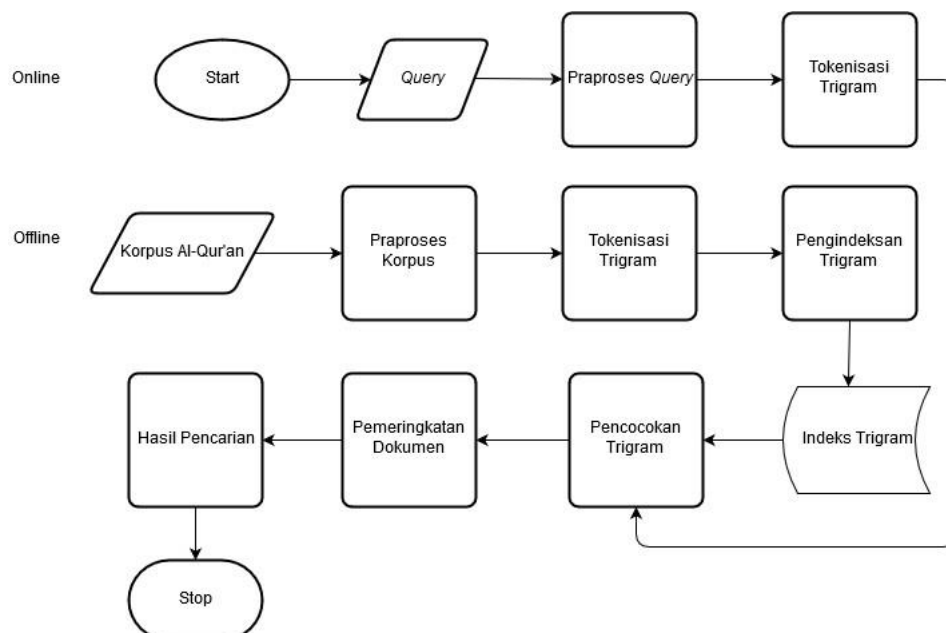 Online
Start
Query
Praproses Query
Tokenisasi
Trigram
Offline
Korpus Al-Qur'an
Praproses
Korpus
Tokenisasi
Trigram
Pengindeksan
Trigram
Hasil Pencarian
Pemeringkatan
Dokumen
Pencocokan
Trigram
Indeks Trigram
Stop